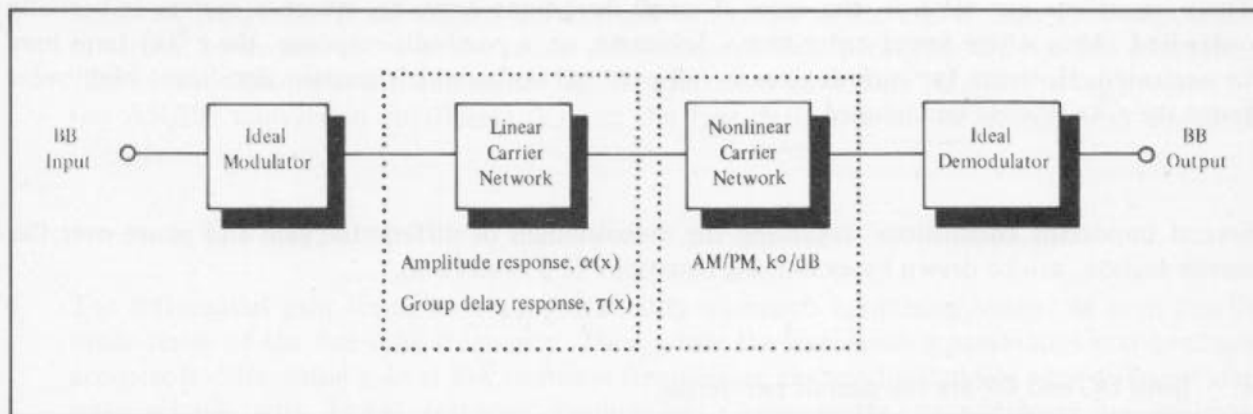 BB
Input
Ideal
Modulator
Linear
Carrier
Network
Nonlinear
Carrier
Network
Ideal
Demodulator
BB
Output
Amplitude response, α(x)
Group delay response, τ(x)
AM/PM, k°/dB